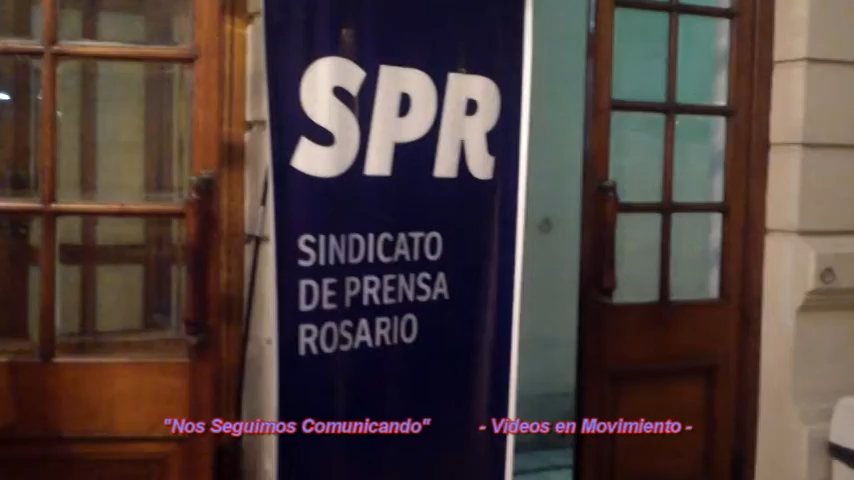 SPR
SINDICATO
DE PRENSA
ROSARIO
"Nos Seguimos Comunicando" - Videos en Movimiento -